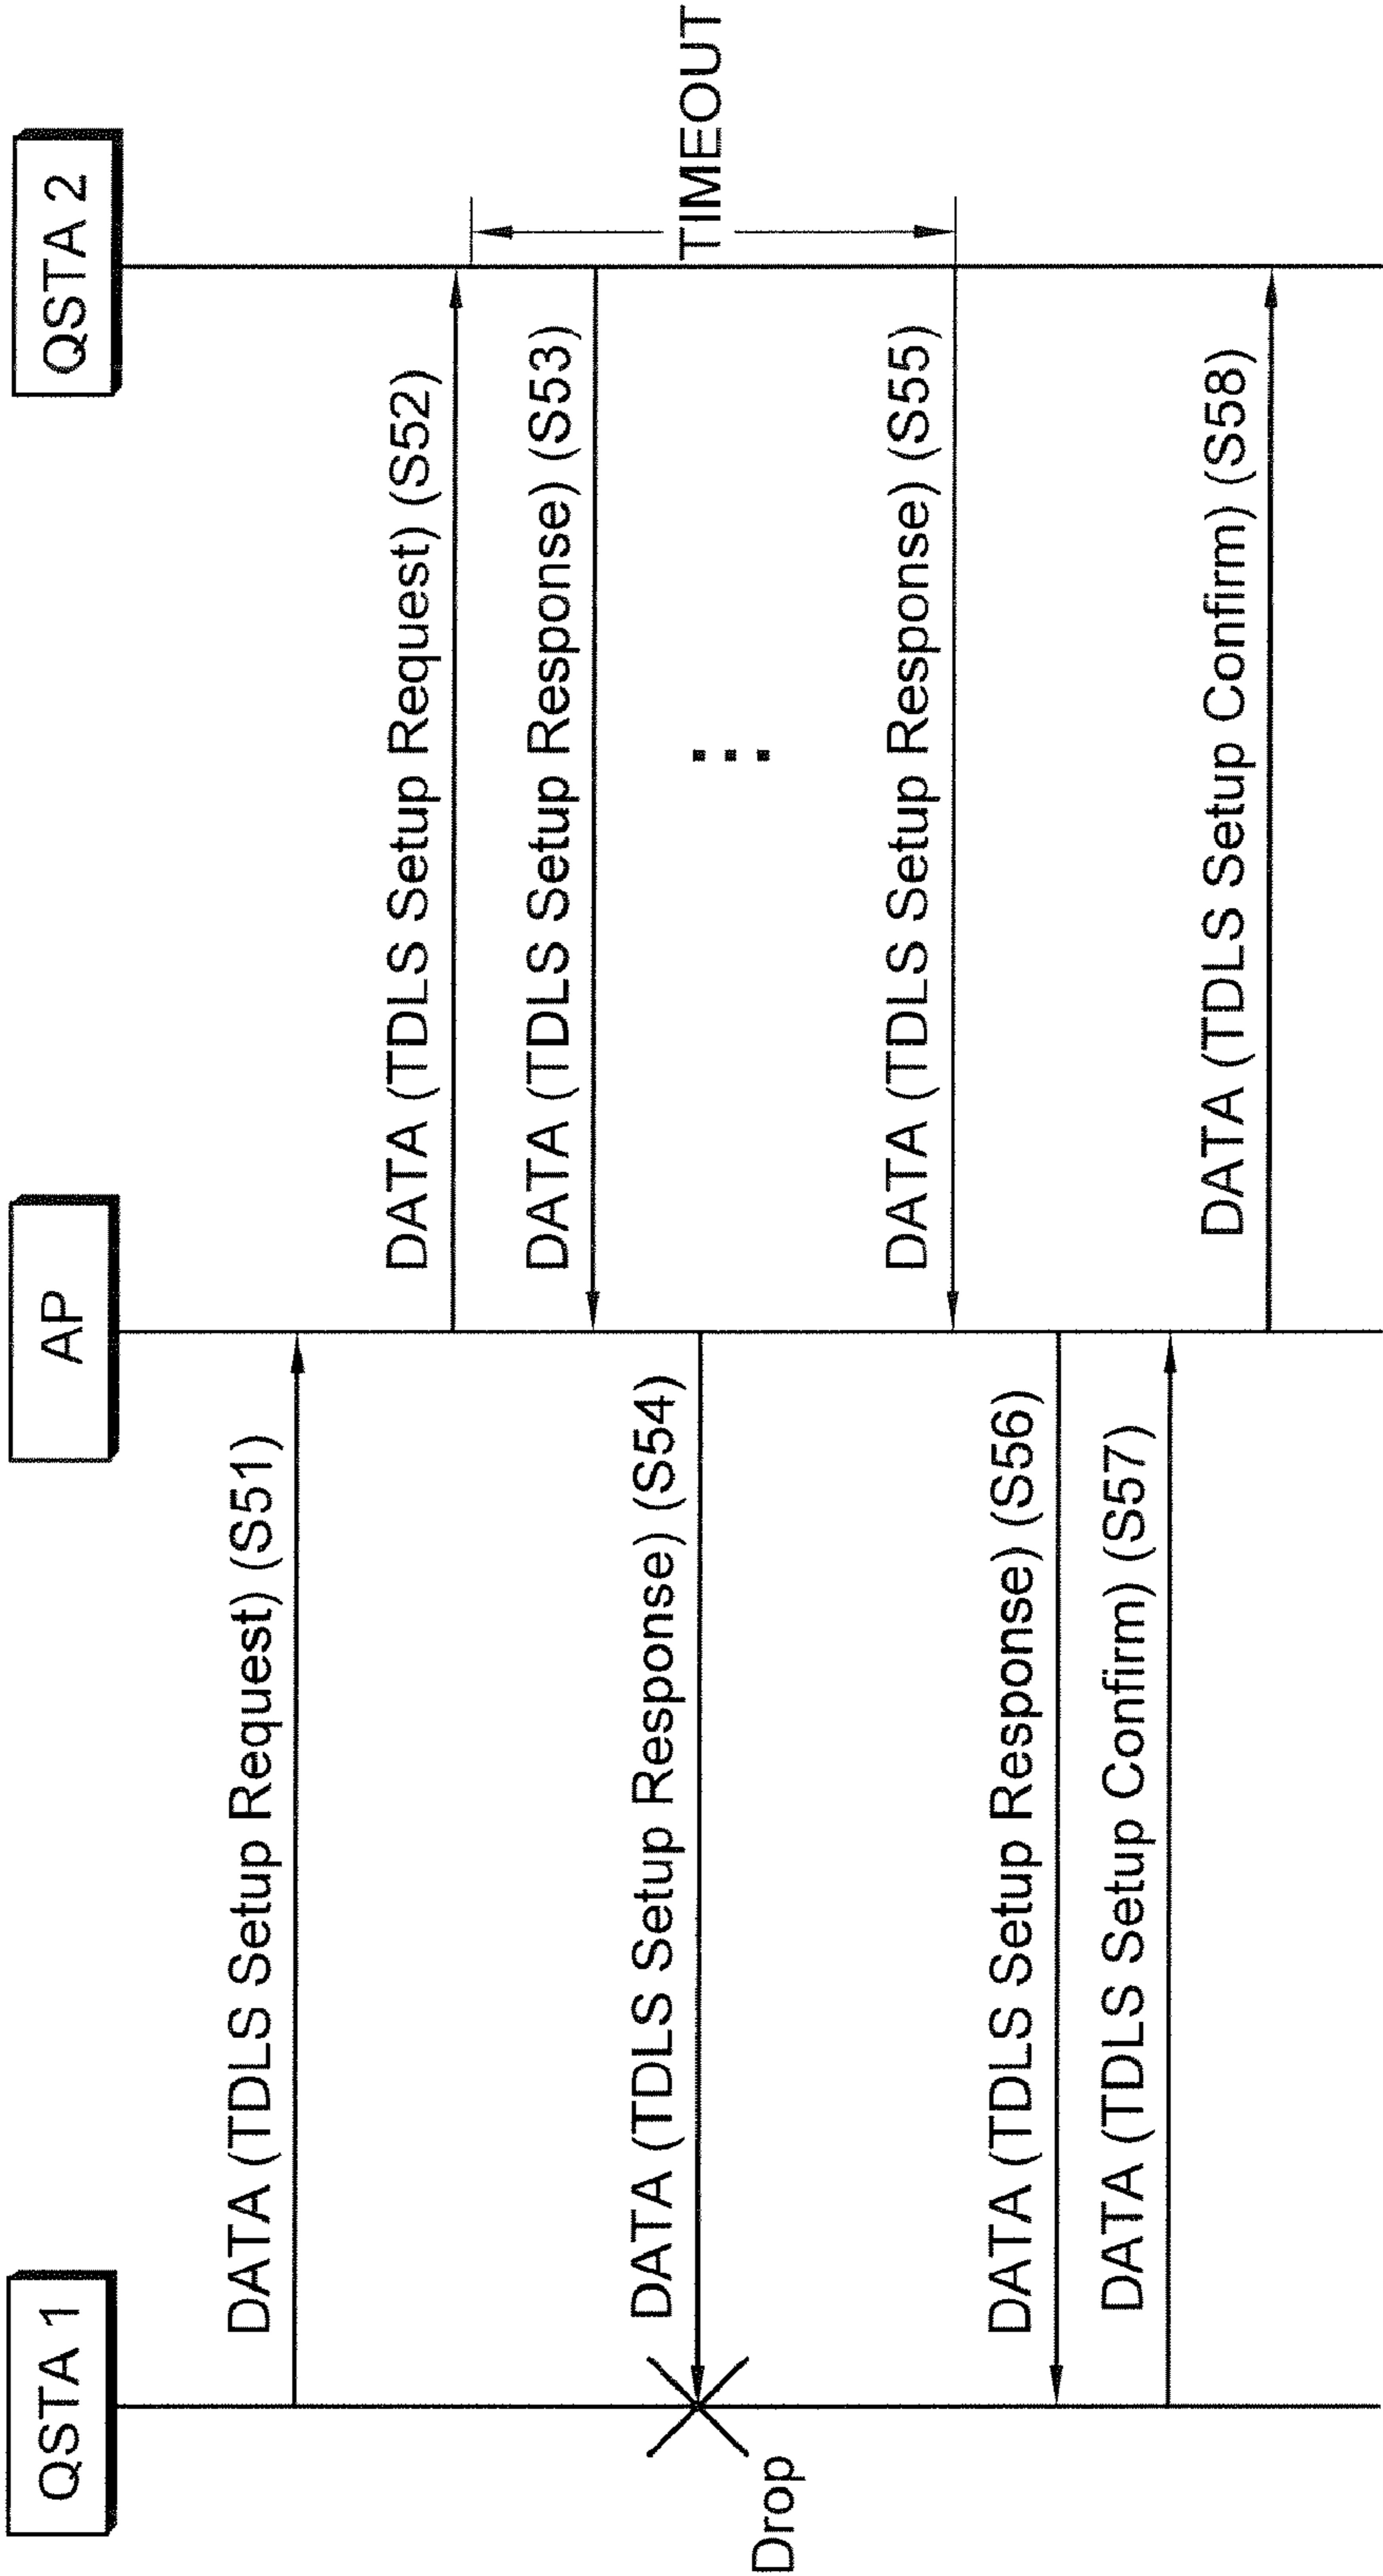 QSTA 1
AP
QSTA 2
DATA (TDLS Setup Request) (S51)
DATA (TDLS Setup Request) (S52)
DATA (TDLS Setup Response) (S53)
DATA (TDLS Setup Response) (S54)
Drop
TIMEOUT
DATA (TDLS Setup Response) (S55)
DATA (TDLS Setup Response) (S56)
DATA (TDLS Setup Confirm) (S57)
DATA (TDLS Setup Confirm) (S58)